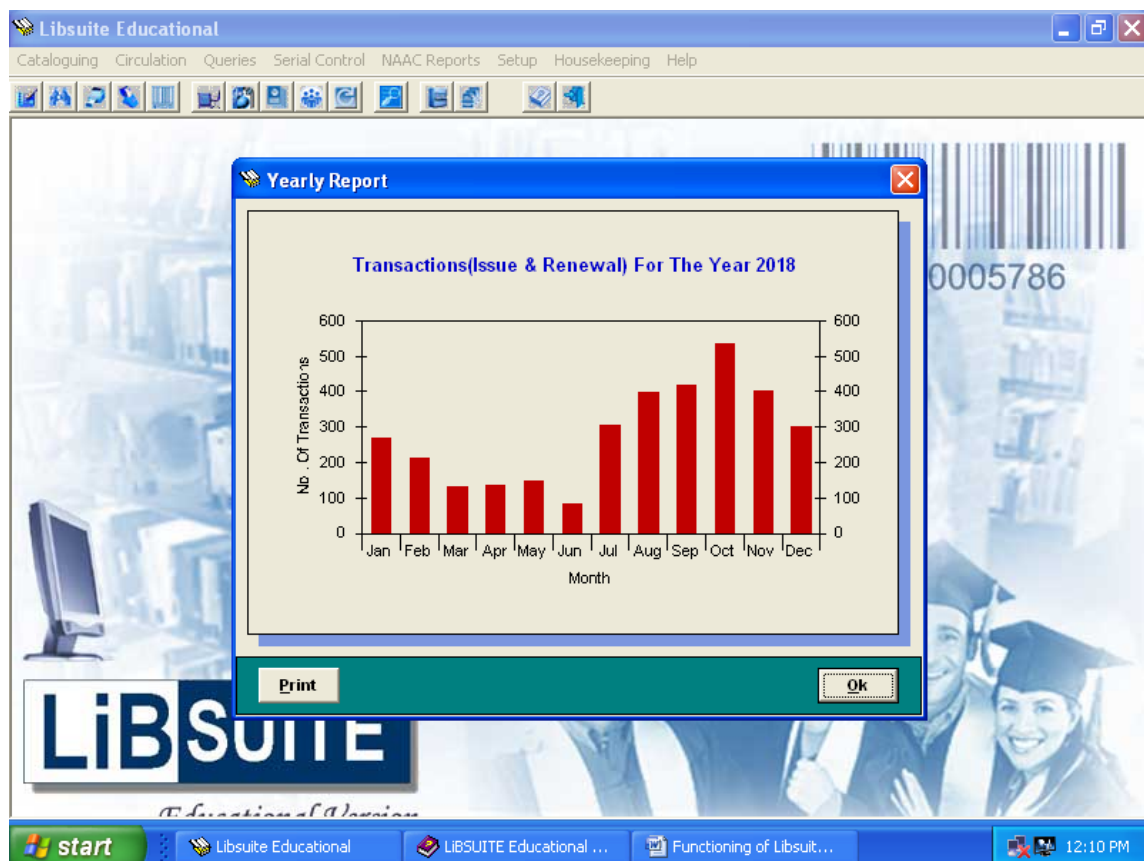 Libsuite Educational
Cataloguing Circulation Queries Serial Control NAAC Reports Setup Housekeeping Help
Yearly Report
Transactions(Issue & Renewal) For The Year 2018
0005786
600 600
500 500
400 400
300 300
200 200
100 100
0 0
No . Of Transactions
Jan Feb Mar Apr May Jun Jul Aug Sep Oct Nov Dec
Month
Print Ok
LiBSUITE
Educational Version
start Libsuite Educational LiBSUITE Educational ... Functioning of Libsuit... 12:10 PM